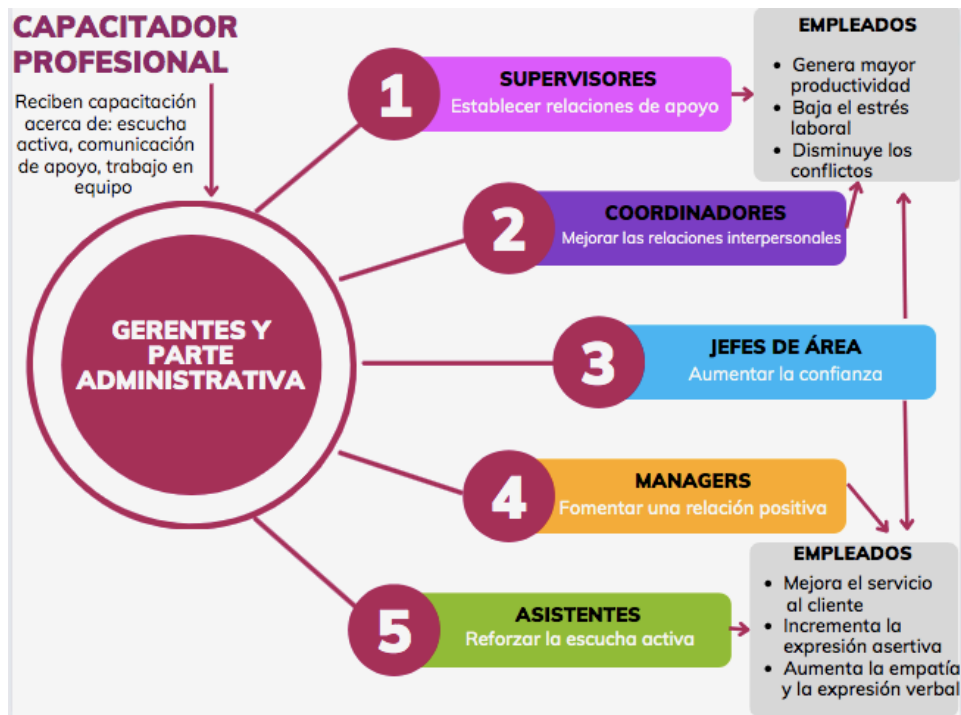 CAPACITADOR
PROFESIONAL
Reciben capacitación
acerca de: escucha
activa, comunicación
de apoyo, trabajo en
equipo
GERENTES Y
PARTE
ADMINISTRATIVA
1
SUPERVISORES
Establecer relaciones de apoyo
2
COORDINADORES
Mejorar las relaciones interpersonales
3
JEFES DE ÁREA
Aumentar la confianza
4
MANAGERS
Fomentar una relación positiva
5
ASISTENTES
Reforzar la escucha activa
EMPLEADOS
• Genera mayor
productividad
• Baja el estrés
laboral
• Disminuye los
conflictos
EMPLEADOS
• Mejora el servicio
al cliente
• Incrementa la
expresión asertiva
• Aumenta la empatía
y la expresión verbal